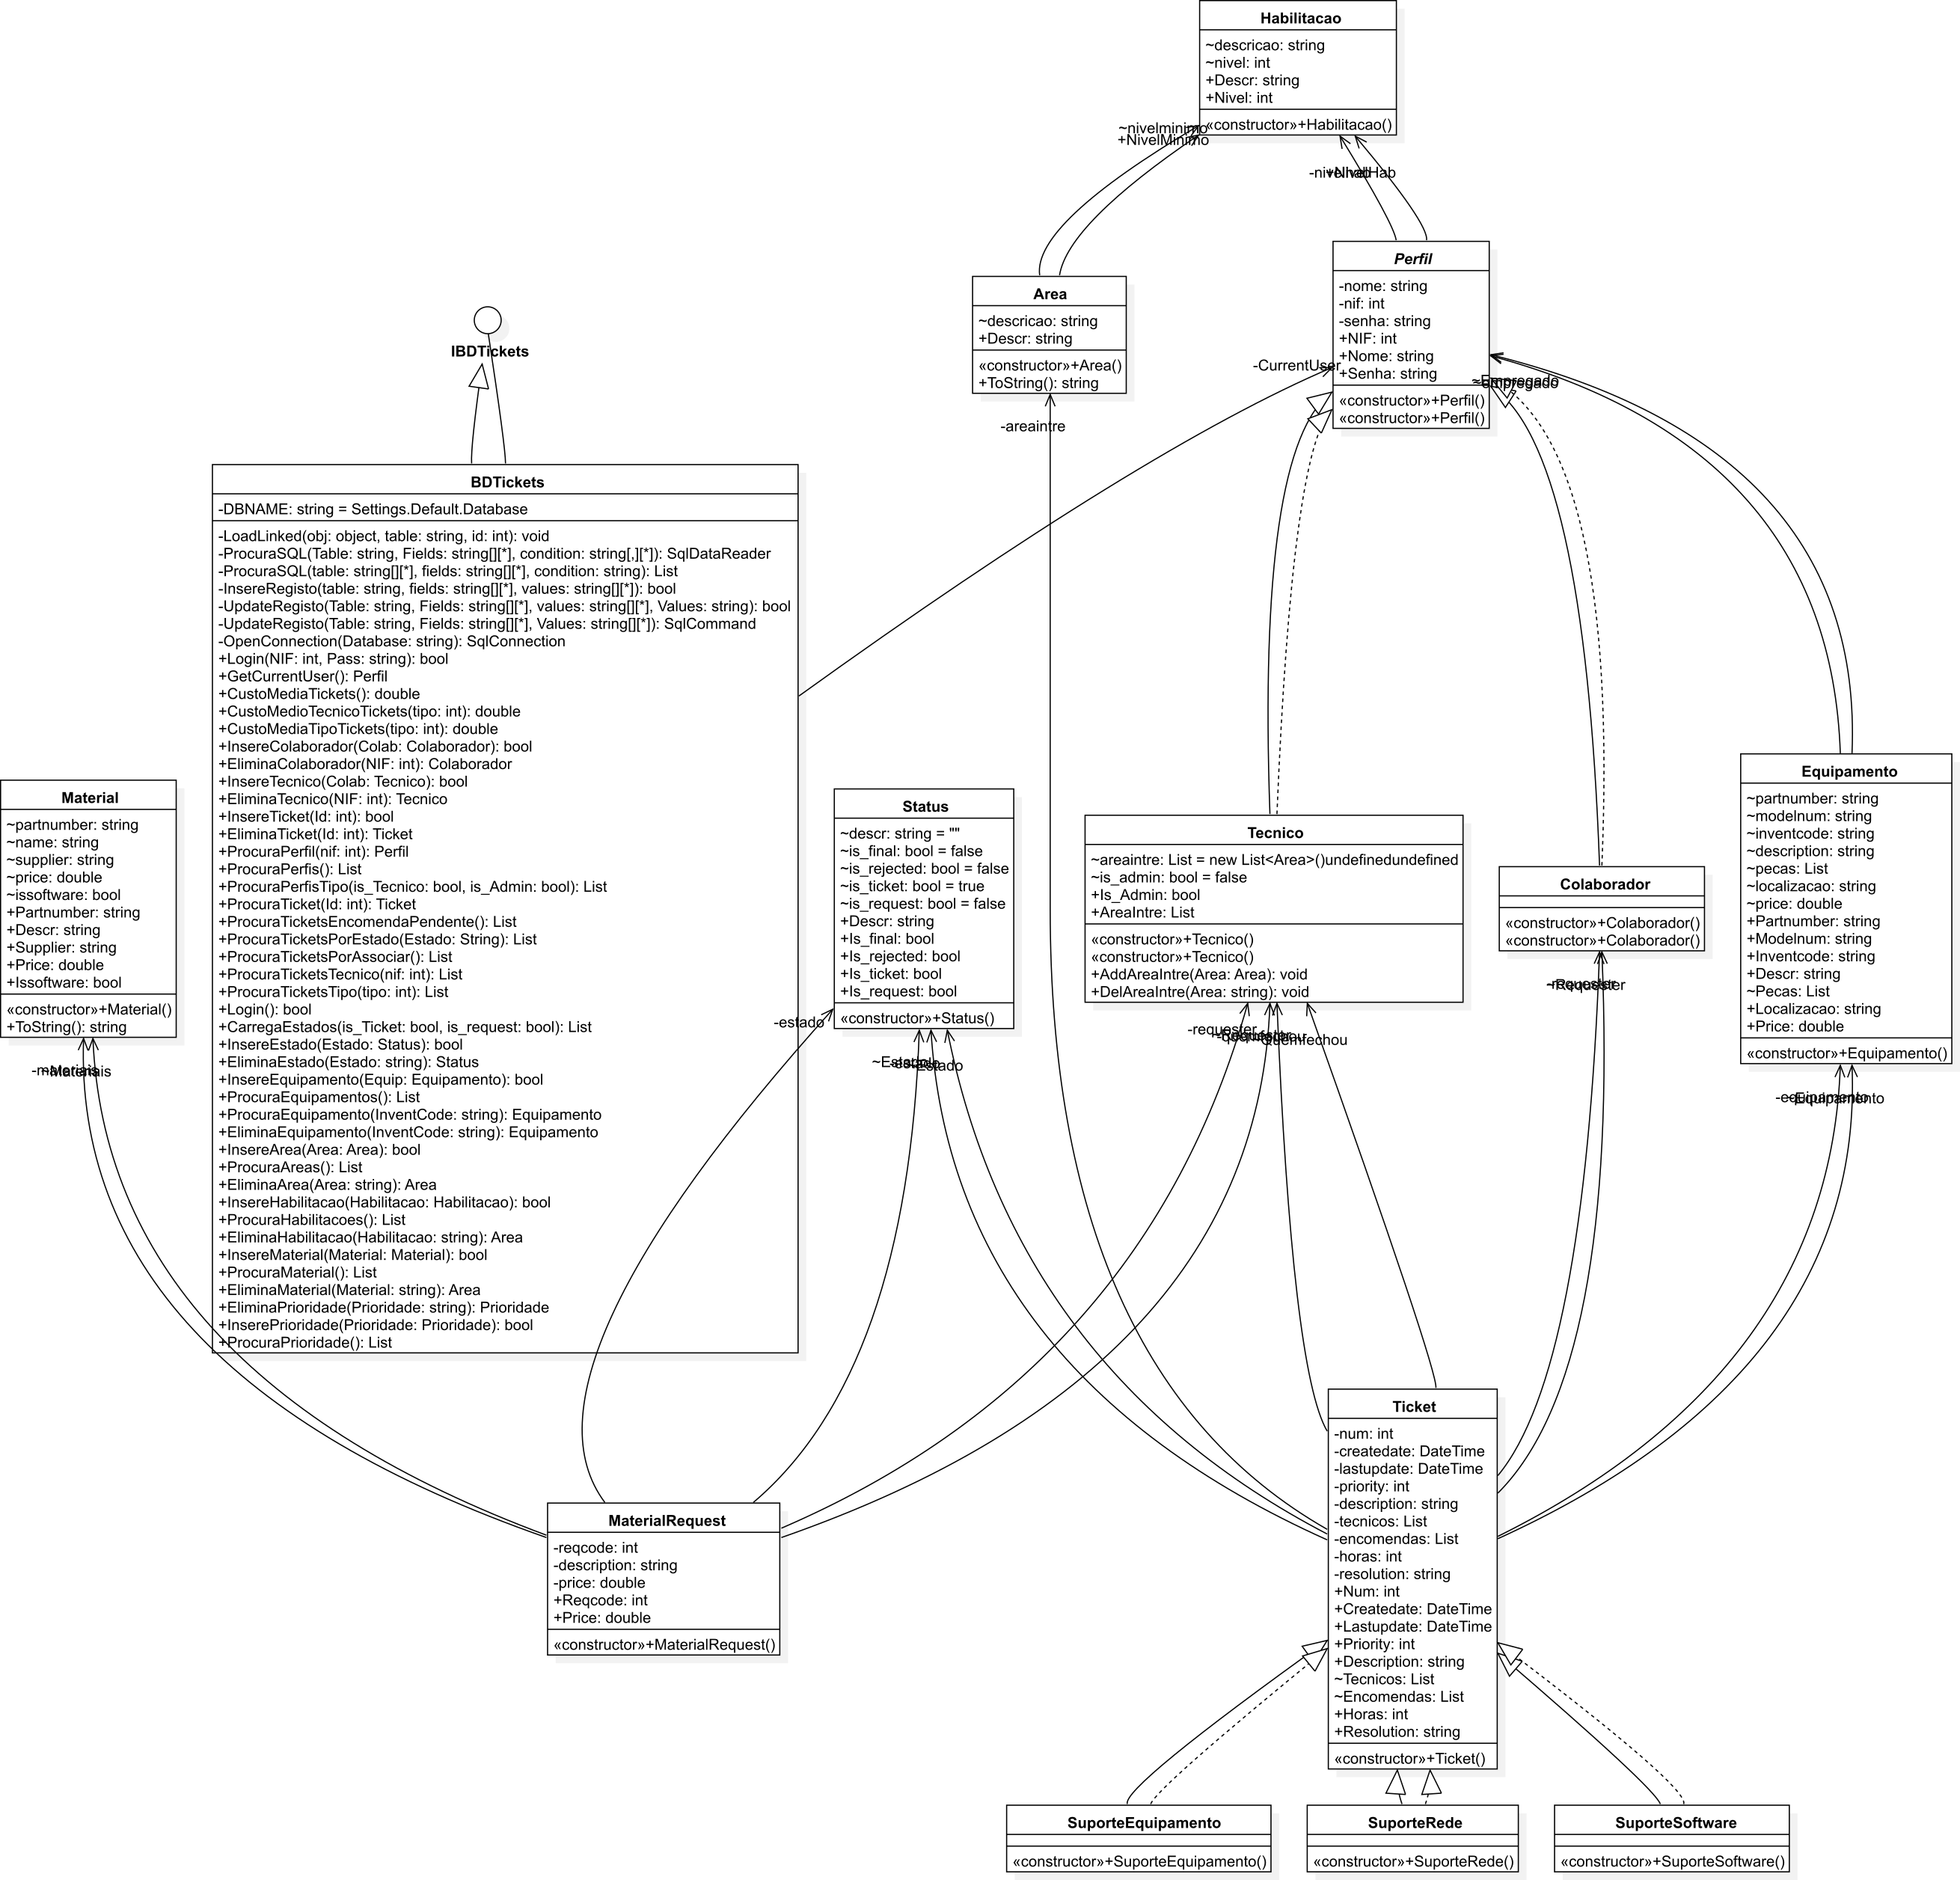 Habilitacao
~descricao: string
~nivel: int
+Descr: string
+Nivel: int
«constructor»+Habilitacao()
~nivelminimo
+NivelMinimo
-nivelhab
+NivelHab
Perfil
-nome: string
-nif: int
-senha: string
+NIF: int
+Nome: string
+Senha: string
«constructor»+Perfil()
«constructor»+Perfil()
Area
~descricao: string
+Descr: string
«constructor»+Area()
+ToString(): string
-CurrentUser
~Empregado
~empregado
-areaintre
IBDTickets
BDTickets
-DBNAME: string = Settings.Default.Database
-LoadLinked(obj: object, table: string, id: int): void
-ProcuraSQL(Table: string, Fields: string[][*], condition: string[,][*]): SqlDataReader
-ProcuraSQL(table: string[][*], fields: string[][*], condition: string): List
-InsereRegisto(table: string, fields: string[][*], values: string[][*]): bool
-UpdateRegisto(Table: string, Fields: string[][*], values: string[][*], Values: string): bool
-UpdateRegisto(Table: string, Fields: string[][*], Values: string[][*]): SqlCommand
-OpenConnection(Database: string): SqlConnection
+Login(NIF: int, Pass: string): bool
+GetCurrentUser(): Perfil
+CustoMediaTickets(): double
+CustoMedioTecnicoTickets(tipo: int): double
+CustoMediaTipoTickets(tipo: int): double
+InsereColaborador(Colab: Colaborador): bool
+EliminaColaborador(NIF: int): Colaborador
+InsereTecnico(Colab: Tecnico): bool
+EliminaTecnico(NIF: int): Tecnico
+InsereTicket(Id: int): bool
+EliminaTicket(Id: int): Ticket
+ProcuraPerfil(nif: int): Perfil
+ProcuraPerfis(): List
+ProcuraPerfisTipo(is_Tecnico: bool, is_Admin: bool): List
+ProcuraTicket(Id: int): Ticket
+ProcuraTicketsEncomendaPendente(): List
+ProcuraTicketsPorEstado(Estado: String): List
+ProcuraTicketsPorAssociar(): List
+ProcuraTicketsTecnico(nif: int): List
+ProcuraTicketsTipo(tipo: int): List
+Login(): bool
+CarregaEstados(is_Ticket: bool, is_request: bool): List
+InsereEstado(Estado: Status): bool
+EliminaEstado(Estado: string): Status
+InsereEquipamento(Equip: Equipamento): bool
+ProcuraEquipamentos(): List
+ProcuraEquipamento(InventCode: string): Equipamento
+EliminaEquipamento(InventCode: string): Equipamento
+InsereArea(Area: Area): bool
+ProcuraAreas(): List
+EliminaArea(Area: string): Area
+InsereHabilitacao(Habilitacao: Habilitacao): bool
+ProcuraHabilitacoes(): List
+EliminaHabilitacao(Habilitacao: string): Area
+InsereMaterial(Material: Material): bool
+ProcuraMaterial(): List
+EliminaMaterial(Material: string): Area
+EliminaPrioridade(Prioridade: string): Prioridade
+InserePrioridade(Prioridade: Prioridade): bool
+ProcuraPrioridade(): List
Material
~partnumber: string
~name: string
~supplier: string
~price: double
~issoftware: bool
+Partnumber: string
+Descr: string
+Supplier: string
+Price: double
+Issoftware: bool
«constructor»+Material()
+ToString(): string
-materiais
~Materiais
Status
~descr: string = ""
~is_final: bool = false
~is_rejected: bool = false
~is_ticket: bool = true
~is_request: bool = false
+Descr: string
+Is_final: bool
+Is_rejected: bool
+Is_ticket: bool
+Is_request: bool
«constructor»+Status()
-estado
~Estado
-estado
~Estado
Tecnico
~areaintre: List = new List<Area>()undefinedundefined
~is_admin: bool = false
+Is_Admin: bool
+AreaIntre: List
«constructor»+Tecnico()
«constructor»+Tecnico()
+AddAreaIntre(Area: Area): void
+DelAreaIntre(Area: string): void
-requester
~Requester
-quemfechou
~Quemfechou
Colaborador
«constructor»+Colaborador()
«constructor»+Colaborador()
-requester
~Requester
Equipamento
~partnumber: string
~modelnum: string
~inventcode: string
~description: string
~pecas: List
~localizacao: string
~price: double
+Partnumber: string
+Modelnum: string
+Inventcode: string
+Descr: string
~Pecas: List
+Localizacao: string
+Price: double
«constructor»+Equipamento()
-equipamento
~Equipamento
MaterialRequest
-reqcode: int
-description: string
-price: double
+Reqcode: int
+Price: double
«constructor»+MaterialRequest()
Ticket
-num: int
-createdate: DateTime
-lastupdate: DateTime
-priority: int
-description: string
-tecnicos: List
-encomendas: List
-horas: int
-resolution: string
+Num: int
+Createdate: DateTime
+Lastupdate: DateTime
+Priority: int
+Description: string
~Tecnicos: List
~Encomendas: List
+Horas: int
+Resolution: string
«constructor»+Ticket()
SuporteEquipamento
«constructor»+SuporteEquipamento()
SuporteRede
«constructor»+SuporteRede()
SuporteSoftware
«constructor»+SuporteSoftware()